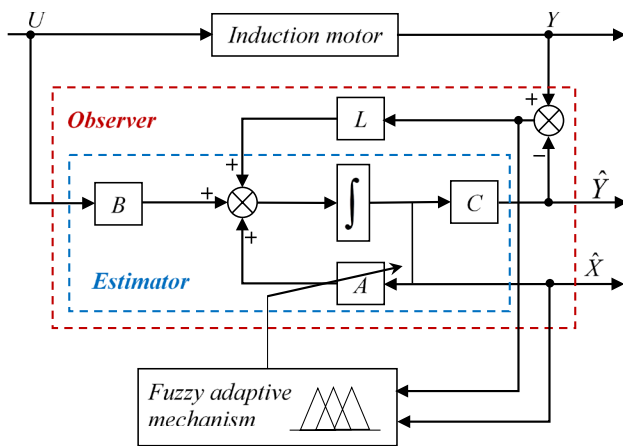 U
Y
Induction motor
+
Observer
L
−
+
∫
B
+
C
Ŷ
+
X̂
Estimator
A
Fuzzy adaptive
mechanism